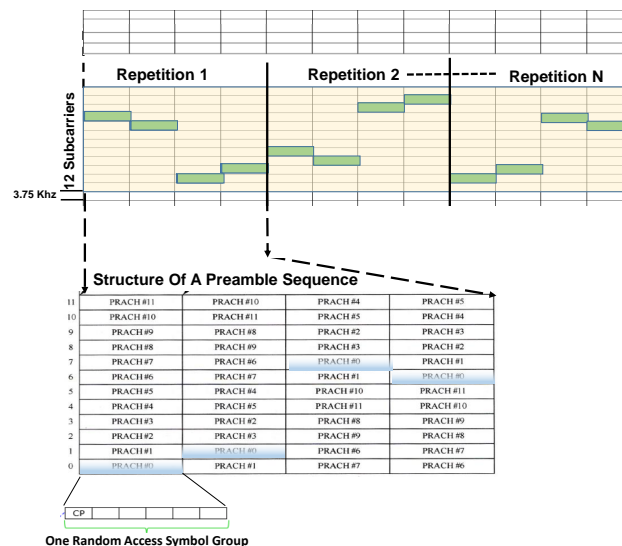 Repetition 1 Repetition 2 Repetition N
12 Subcarriers
3.75 Khz
Structure Of A Preamble Sequence
11 PRACH #11 PRACH #10 PRACH #4 PRACH #5
10 PRACH #10 PRACH #11 PRACH #5 PRACH #4
9 PRACH #9 PRACH #8 PRACH #2 PRACH #3
8 PRACH #8 PRACH #9 PRACH #3 PRACH #2
7 PRACH #7 PRACH #6 PRACH #0 PRACH #1
6 PRACH #6 PRACH #7 PRACH #1 PRACH #0
5 PRACH #5 PRACH #4 PRACH #10 PRACH #11
4 PRACH #4 PRACH #5 PRACH #11 PRACH #10
3 PRACH #3 PRACH #2 PRACH #8 PRACH #9
2 PRACH #2 PRACH #3 PRACH #9 PRACH #8
1 PRACH #1 PRACH #0 PRACH #6 PRACH #7
0 PRACH #0 PRACH #1 PRACH #7 PRACH #6
CP
One Random Access Symbol Group